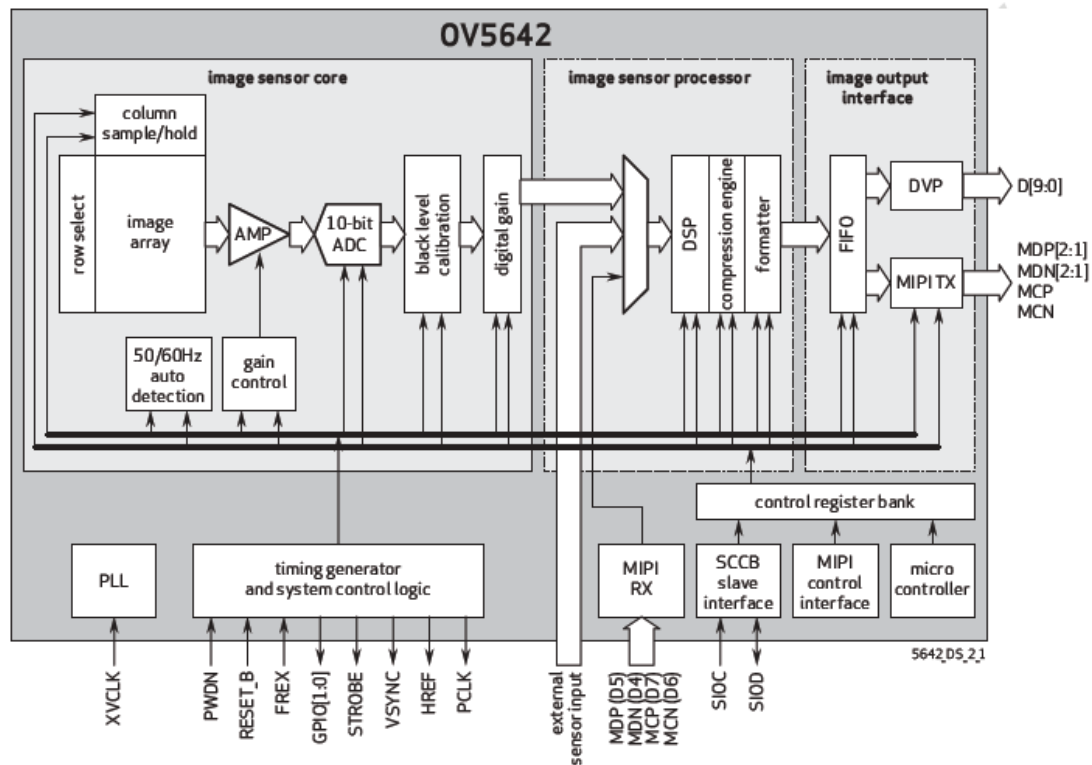 OV5642
image sensor core
image sensor processor
image output
interface
column
sample/hold
row select
image
array
AMP
10-bit
ADC
black level
calibration
digital gain
DSP
compression engine
formatter
FIFO
DVP
MIPI TX
D[9:0]
MDP[2:1]
MDN[2:1]
MCP
MCN
50/60Hz
auto
detection
gain
control
control register bank
PLL
timing generator
and system control logic
MIPI
RX
SCCB
slave
interface
MIPI
control
interface
micro
controller
5642_DS_2_1
XVCLK
PWDN
RESET_B
FREX
GPIO[1:0]
STROBE
VSYNC
HREF
PCLK
external
sensor input
MDP (D5)
MDN (D4)
MCP (D7)
MCN (D6)
SIOC
SIOD